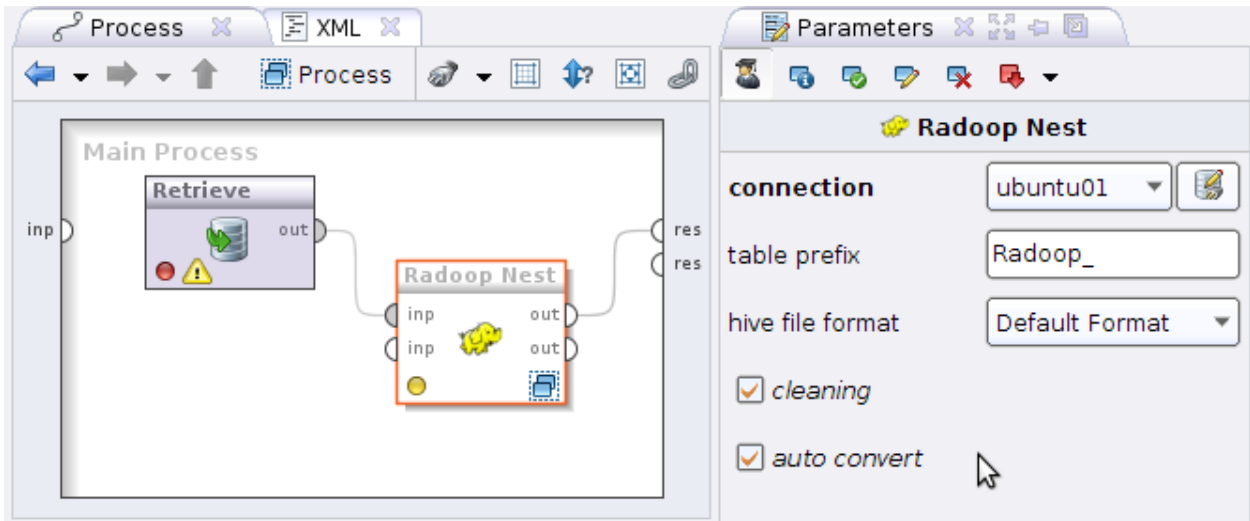 Process
XML
Process
Main Process
Retrieve
inp
out
res
res
Radoop Nest
inp
out
inp
out
Parameters
Radoop Nest
connection
ubuntu01
table prefix
Radoop_
hive file format
Default Format
cleaning
auto convert